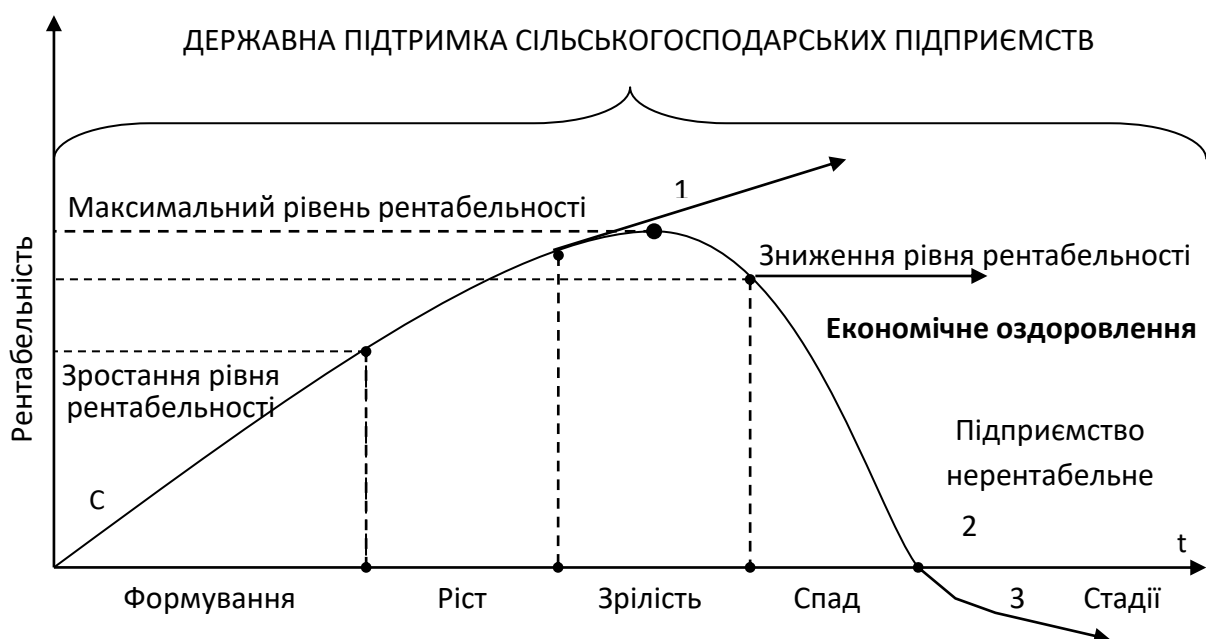 ДЕРЖАВНА ПІДТРИМКА СІЛЬСЬКОГОСПОДАРСЬКИХ ПІДПРИЄМСТВ
1
Максимальний рівень рентабельності
Зниження рівня рентабельності
Економічне оздоровлення
Рентабельність
Зростання рівня
рентабельності
Підприємство
нерентабельне
С
2
t
Формування
Ріст
Зрілість
Спад
3
Стадії